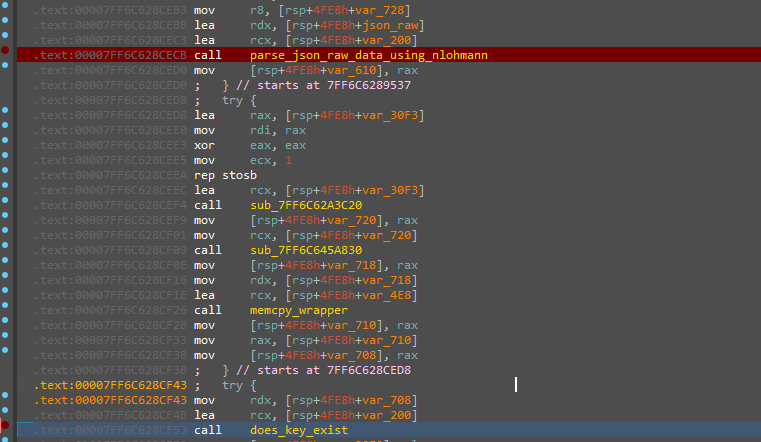 .text:00007FF6C628CEB3 mov r8, [rsp+4FE8h+var_728]
.text:00007FF6C628CEBB lea rdx, [rsp+4FE8h+json_raw]
.text:00007FF6C628CEC3 lea rcx, [rsp+4FE8h+var_200]
.text:00007FF6C628CECB call parse_json_raw_data_using_nlohmann
.text:00007FF6C628CED0 mov [rsp+4FE8h+var_610], rax
.text:00007FF6C628CED0 ; } // starts at 7FF6C6289537
.text:00007FF6C628CED8 ; try {
.text:00007FF6C628CED8 lea rax, [rsp+4FE8h+var_30F3]
.text:00007FF6C628CEE0 mov rdi, rax
.text:00007FF6C628CEE3 xor eax, eax
.text:00007FF6C628CEE5 mov ecx, 1
.text:00007FF6C628CEEA rep stosb
.text:00007FF6C628CEEC lea rcx, [rsp+4FE8h+var_30F3]
.text:00007FF6C628CEF4 call sub_7FF6C62A3C20
.text:00007FF6C628CEF9 mov [rsp+4FE8h+var_720], rax
.text:00007FF6C628CF01 mov rcx, [rsp+4FE8h+var_720]
.text:00007FF6C628CF09 call sub_7FF6C645A830
.text:00007FF6C628CF0E mov [rsp+4FE8h+var_718], rax
.text:00007FF6C628CF16 mov rdx, [rsp+4FE8h+var_718]
.text:00007FF6C628CF1E lea rcx, [rsp+4FE8h+var_4E8]
.text:00007FF6C628CF26 call memcpy_wrapper
.text:00007FF6C628CF2B mov [rsp+4FE8h+var_710], rax
.text:00007FF6C628CF33 mov rax, [rsp+4FE8h+var_710]
.text:00007FF6C628CF3B mov [rsp+4FE8h+var_708], rax
.text:00007FF6C628CF3B ; } // starts at 7FF6C628CED8
.text:00007FF6C628CF43 ; try {
.text:00007FF6C628CF43 mov rdx, [rsp+4FE8h+var_708]
.text:00007FF6C628CF4B lea rcx, [rsp+4FE8h+var_200]
.text:00007FF6C628CF53 call does_key_exist